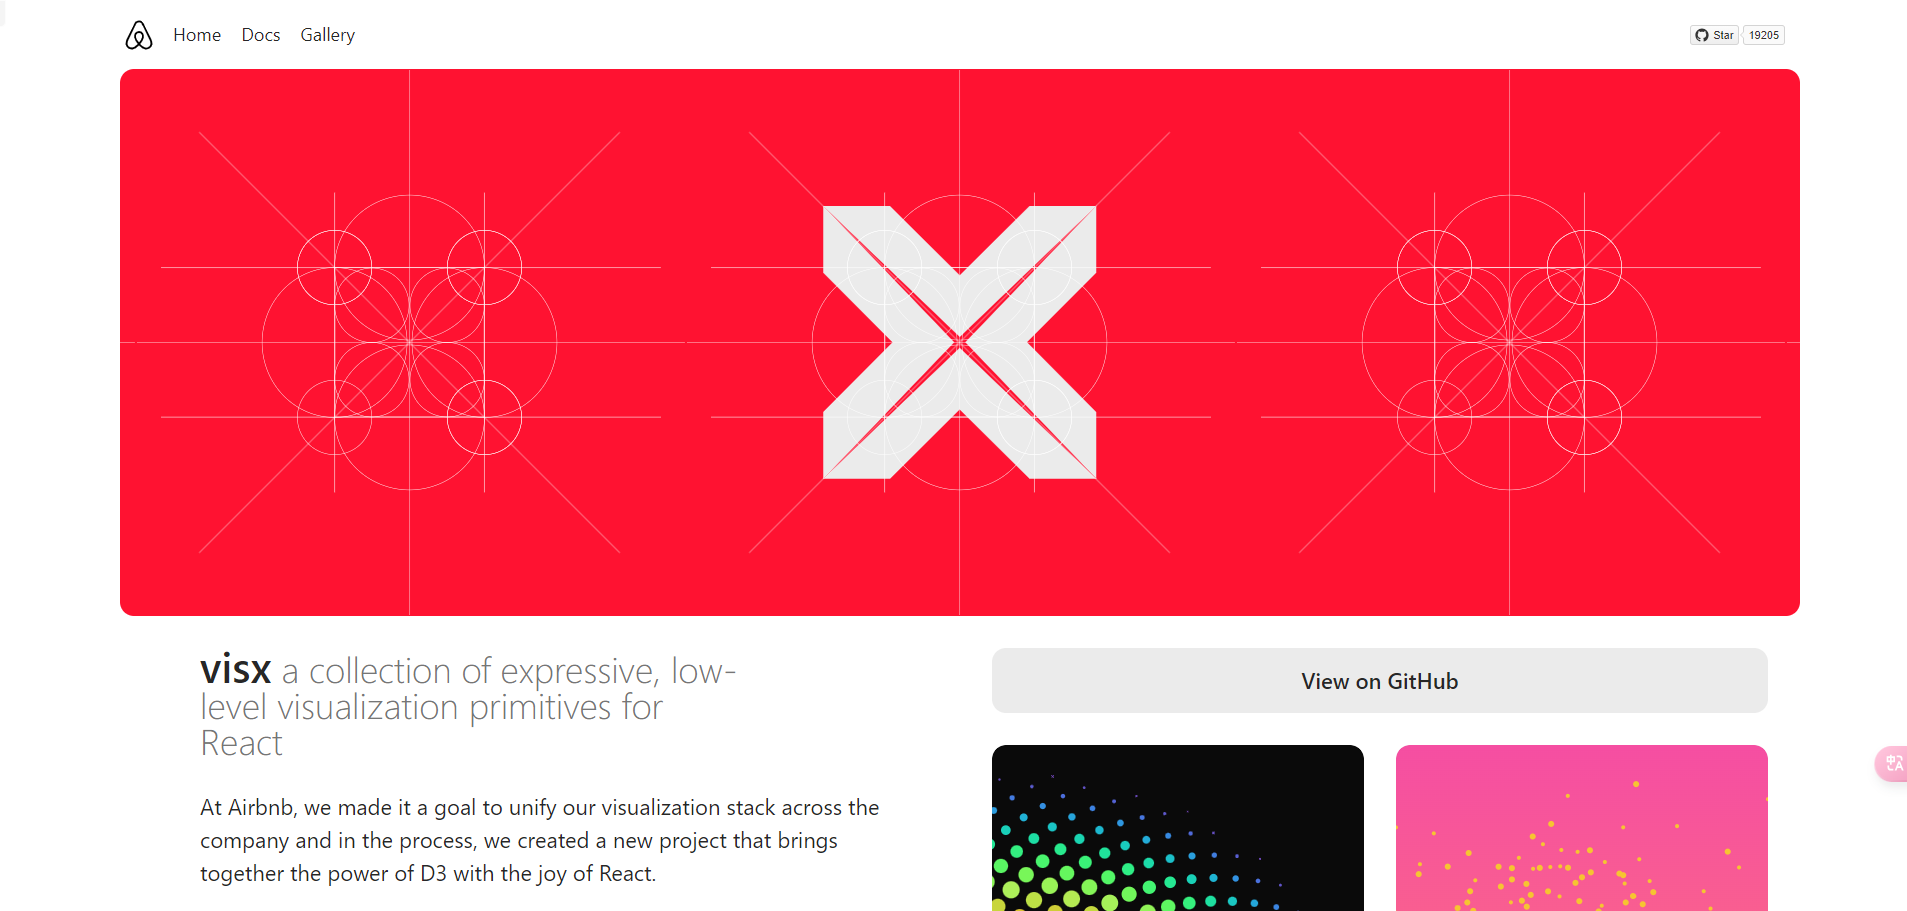 Home Docs Gallery
Star 19205
visx a collection of expressive, low-
level visualization primitives for
React
View on GitHub
At Airbnb, we made it a goal to unify our visualization stack across the
company and in the process, we created a new project that brings
together the power of D3 with the joy of React.
中
A